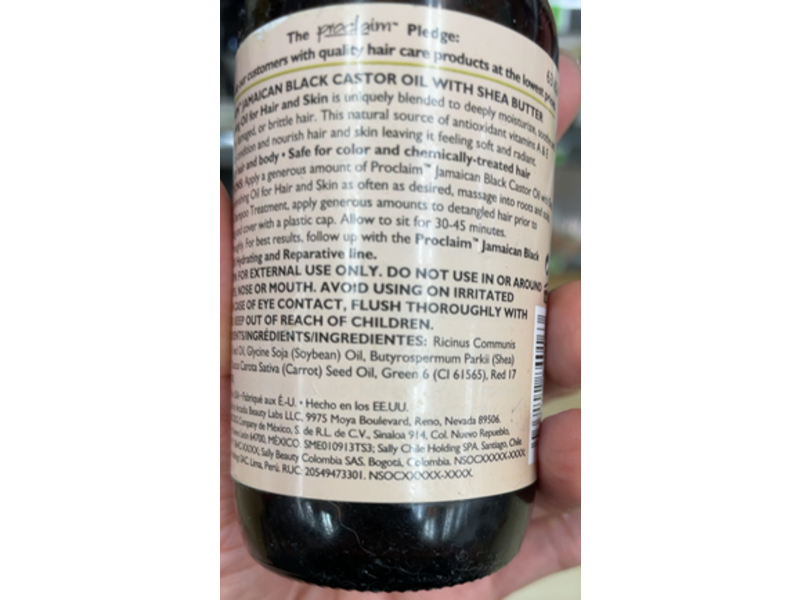 The Proclaim™ Pledge:
customers with quality hair care products at the lowest prices
JAMAICAN BLACK CASTOR OIL WITH SHEA BUTTER
Oil for Hair and Skin is uniquely blended to deeply moisturize,
damaged, or brittle hair. This natural source of antioxidant vitamins A & E
condition and nourish hair and skin leaving it feeling soft and radiant.
hair and body • Safe for color and chemically-treated hair
Apply a generous amount of Proclaim™ Jamaican Black Castor Oil with
Oil for Hair and Skin as often as desired, massage into roots and
Treatment, apply generous amounts to detangled hair prior to
cover with a plastic cap. Allow to sit for 30-45 minutes.
For best results, follow up with the Proclaim™ Jamaican Black
Hydrating and Reparative line.
FOR EXTERNAL USE ONLY. DO NOT USE IN OR AROUND
NOSE OR MOUTH. AVOID USING ON IRRITATED
CASE OF EYE CONTACT, FLUSH THOROUGHLY WITH
KEEP OUT OF REACH OF CHILDREN.
/INGRÉDIENTS/INGREDIENTES: Ricinus Communis
Oil, Glycine Soja (Soybean) Oil, Butyrospermum Parkii (Shea)
Carota Sativa (Carrot) Seed Oil, Green 6 (CI 61565), Red 17
Fabriqué aux É.-U. • Hecho en los EE.UU.
Beauty Labs LLC, 9975 Moya Boulevard, Reno, Nevada 89506.
Company de México, S. de R.L. de C.V., Sinaloa 914, Col. Nuevo Repueblo,
64700, MÉXICO. SME010913TS3; Sally Chile Holding SPA, Santiago, Chile
Sally Beauty Colombia SAS. Bogotá, Colombia. NSOCXXXXX-XXXX
Lima, Perú. RUC: 20549473301. NSOCXXXXX-XXXX